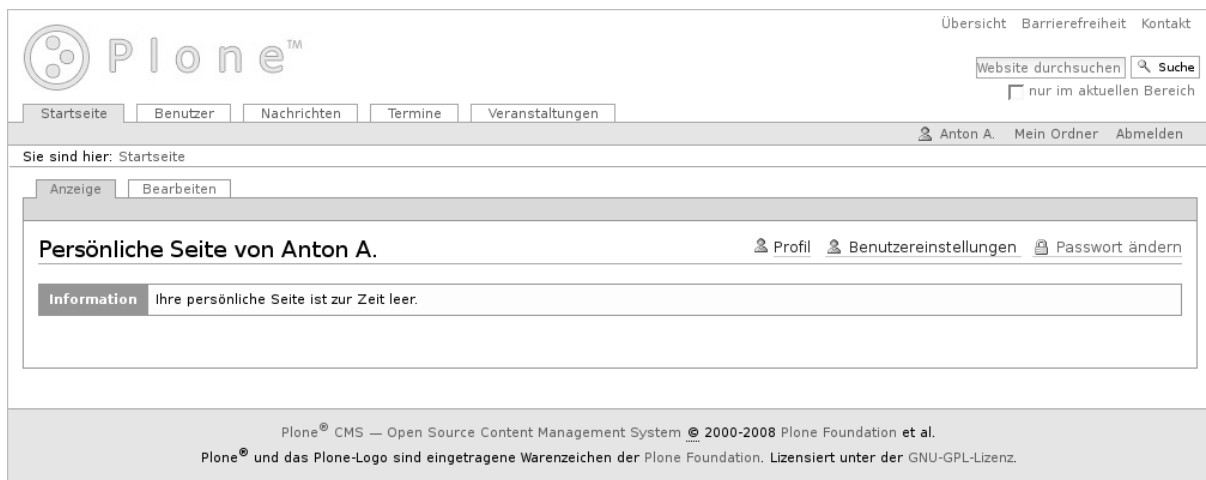 Übersicht Barrierefreiheit Kontakt
Plone™
Website durchsuchen Suche
nur im aktuellen Bereich
Startseite Benutzer Nachrichten Termine Veranstaltungen
Anton A. Mein Ordner Abmelden
Sie sind hier: Startseite
Anzeige Bearbeiten
Persönliche Seite von Anton A. Profil Benutzereinstellungen Passwort ändern
Information Ihre persönliche Seite ist zur Zeit leer.
Plone® CMS — Open Source Content Management System © 2000-2008 Plone Foundation et al.
Plone® und das Plone-Logo sind eingetragene Warenzeichen der Plone Foundation. Lizensiert unter der GNU-GPL-Lizenz.